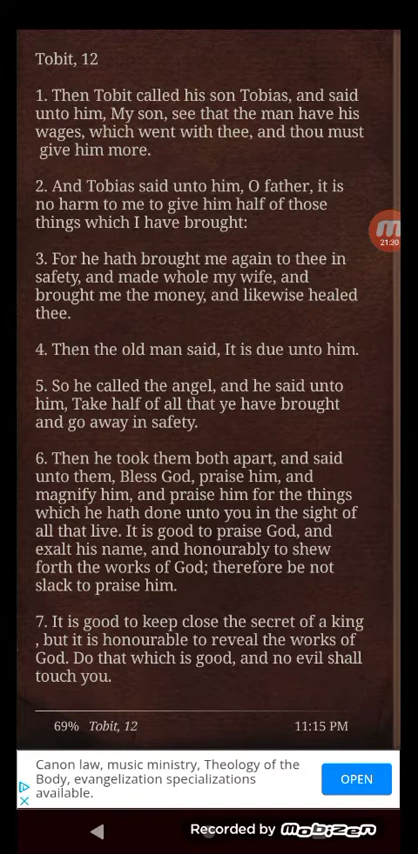 Tobit, 12
1. Then Tobit called his son Tobias, and said
unto him, My son, see that the man have his
wages, which went with thee, and thou must
give him more.
2. And Tobias said unto him, O father, it is
no harm to me to give him half of those
things which I have brought:
3. For he hath brought me again to thee in
safety, and made whole my wife, and
brought me the money, and likewise healed
thee.
4. Then the old man said, It is due unto him.
5. So he called the angel, and he said unto
him, Take half of all that ye have brought
and go away in safety.
6. Then he took them both apart, and said
unto them, Bless God, praise him, and
magnify him, and praise him for the things
which he hath done unto you in the sight of
all that live. It is good to praise God, and
exalt his name, and honourably to shew
forth the works of God; therefore be not
slack to praise him.
7. It is good to keep close the secret of a king
, but it is honourable to reveal the works of
God. Do that which is good, and no evil shall
touch you.
m
21:30
69% Tobit, 12 11:15 PM
Canon law, music ministry, Theology of the
Body, evangelization specializations
available.
OPEN
Recorded by mobizen